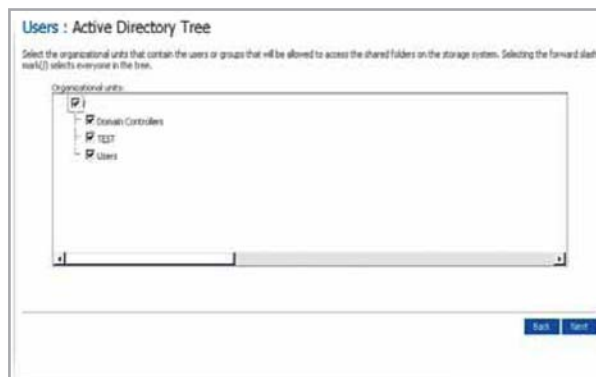 Users : Active Directory Tree
Select the organizational units that contain the users or groups that will be allowed to access the shared folders on the storage system. Selecting the forward slash
mark(/) selects everyone in the tree.
Organizational units:
/
Domain Controllers
TEST
Users
Back Next